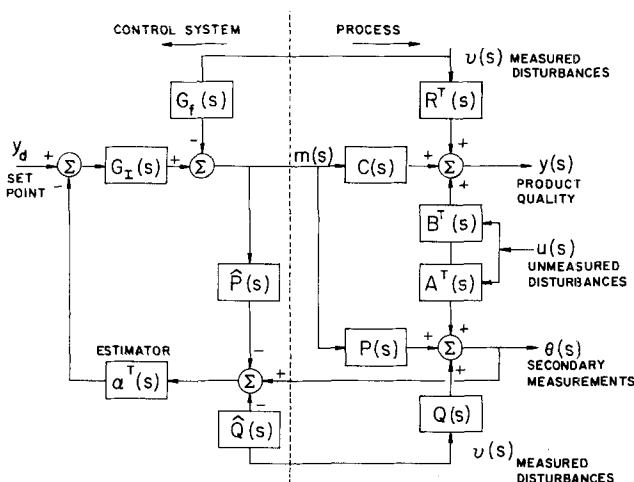 CONTROL SYSTEM
PROCESS
υ(s) MEASURED
DISTURBANCES
G_f(s)
R^T(s)
−
+
y_d
SET
POINT
+
Σ
−
G_I(s)
+
Σ
m(s)
C(s)
+
Σ
+
y(s)
PRODUCT
QUALITY
B^T(s)
u(s)
UNMEASURED
DISTURBANCES
A^T(s)
P̂(s)
−
+
P(s)
+
Σ
+
θ(s)
SECONDARY
MEASUREMENTS
ESTIMATOR
α^T(s)
Σ
+
−
Q̂(s)
Q(s)
υ(s) MEASURED
DISTURBANCES